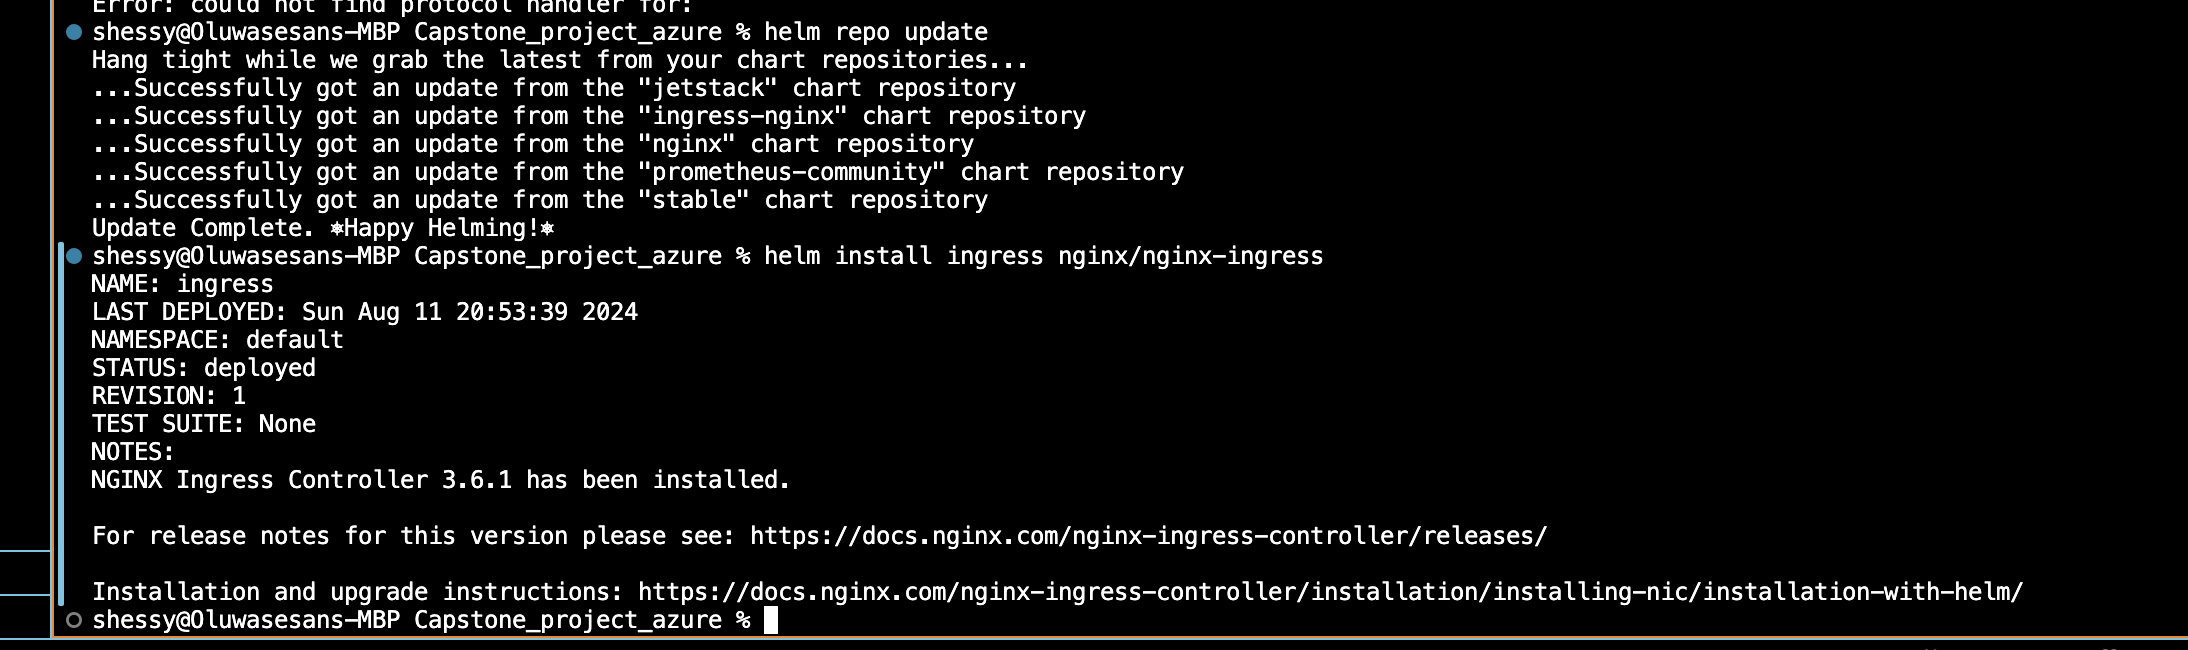 Error: could not find protocol handler for:
shessy@Oluwasesans-MBP Capstone_project_azure % helm repo update
Hang tight while we grab the latest from your chart repositories...
...Successfully got an update from the "jetstack" chart repository
...Successfully got an update from the "ingress-nginx" chart repository
...Successfully got an update from the "nginx" chart repository
...Successfully got an update from the "prometheus-community" chart repository
...Successfully got an update from the "stable" chart repository
Update Complete. ⎈Happy Helming!⎈
shessy@Oluwasesans-MBP Capstone_project_azure % helm install ingress nginx/nginx-ingress
NAME: ingress
LAST DEPLOYED: Sun Aug 11 20:53:39 2024
NAMESPACE: default
STATUS: deployed
REVISION: 1
TEST SUITE: None
NOTES:
NGINX Ingress Controller 3.6.1 has been installed.
For release notes for this version please see: https://docs.nginx.com/nginx-ingress-controller/releases/
Installation and upgrade instructions: https://docs.nginx.com/nginx-ingress-controller/installation/installing-nic/installation-with-helm/
shessy@Oluwasesans-MBP Capstone_project_azure %